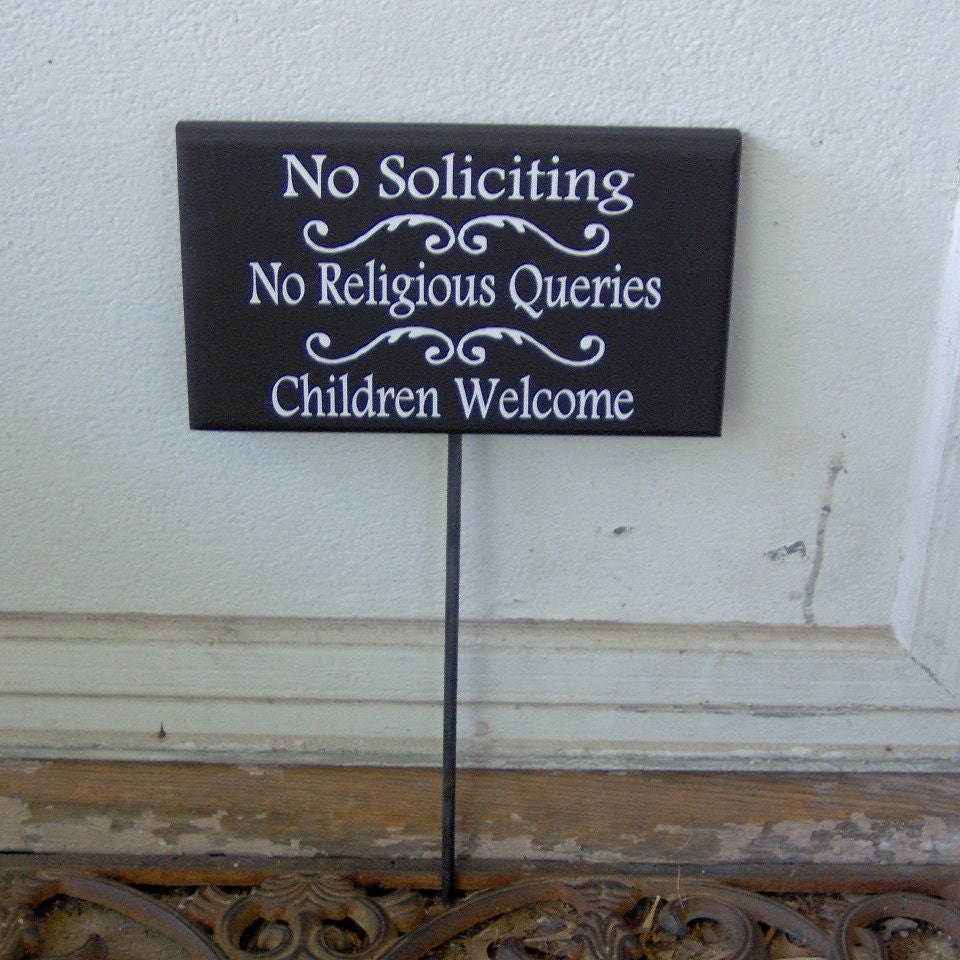 No Soliciting
No Religious Queries
Children Welcome